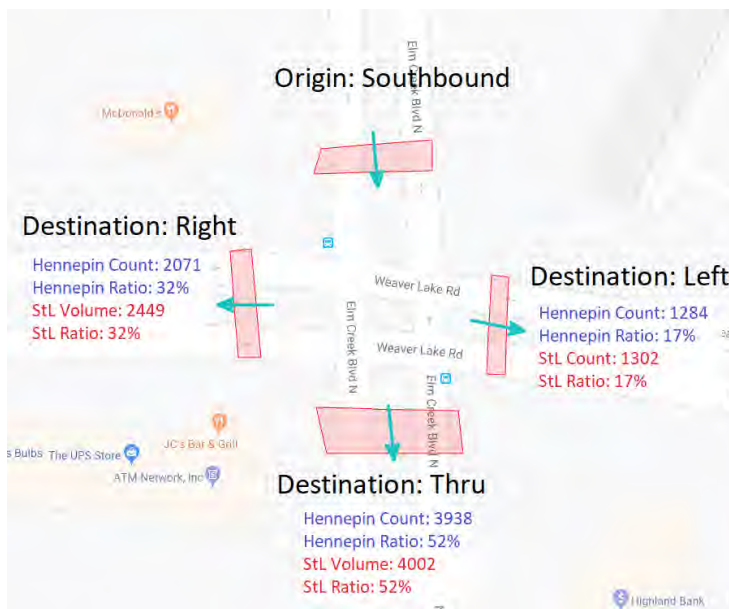 Elm Creek Blvd N
Origin: Southbound
McDonald's
Destination: Right
Hennepin Count: 2071
Hennepin Ratio: 32%
StL Volume: 2449
StL Ratio: 32%
Weaver Lake Rd
Destination: Left
Hennepin Count: 1284
Hennepin Ratio: 17%
StL Count: 1302
StL Ratio: 17%
Elm Creek Blvd N
Weaver Lake Rd
Elm Creek Blvd N
JC's Bar & Grill
s Bulbs
The UPS Store
ATM Network, Inc
Destination: Thru
Hennepin Count: 3938
Hennepin Ratio: 52%
StL Volume: 4002
StL Ratio: 52%
Highland Bank